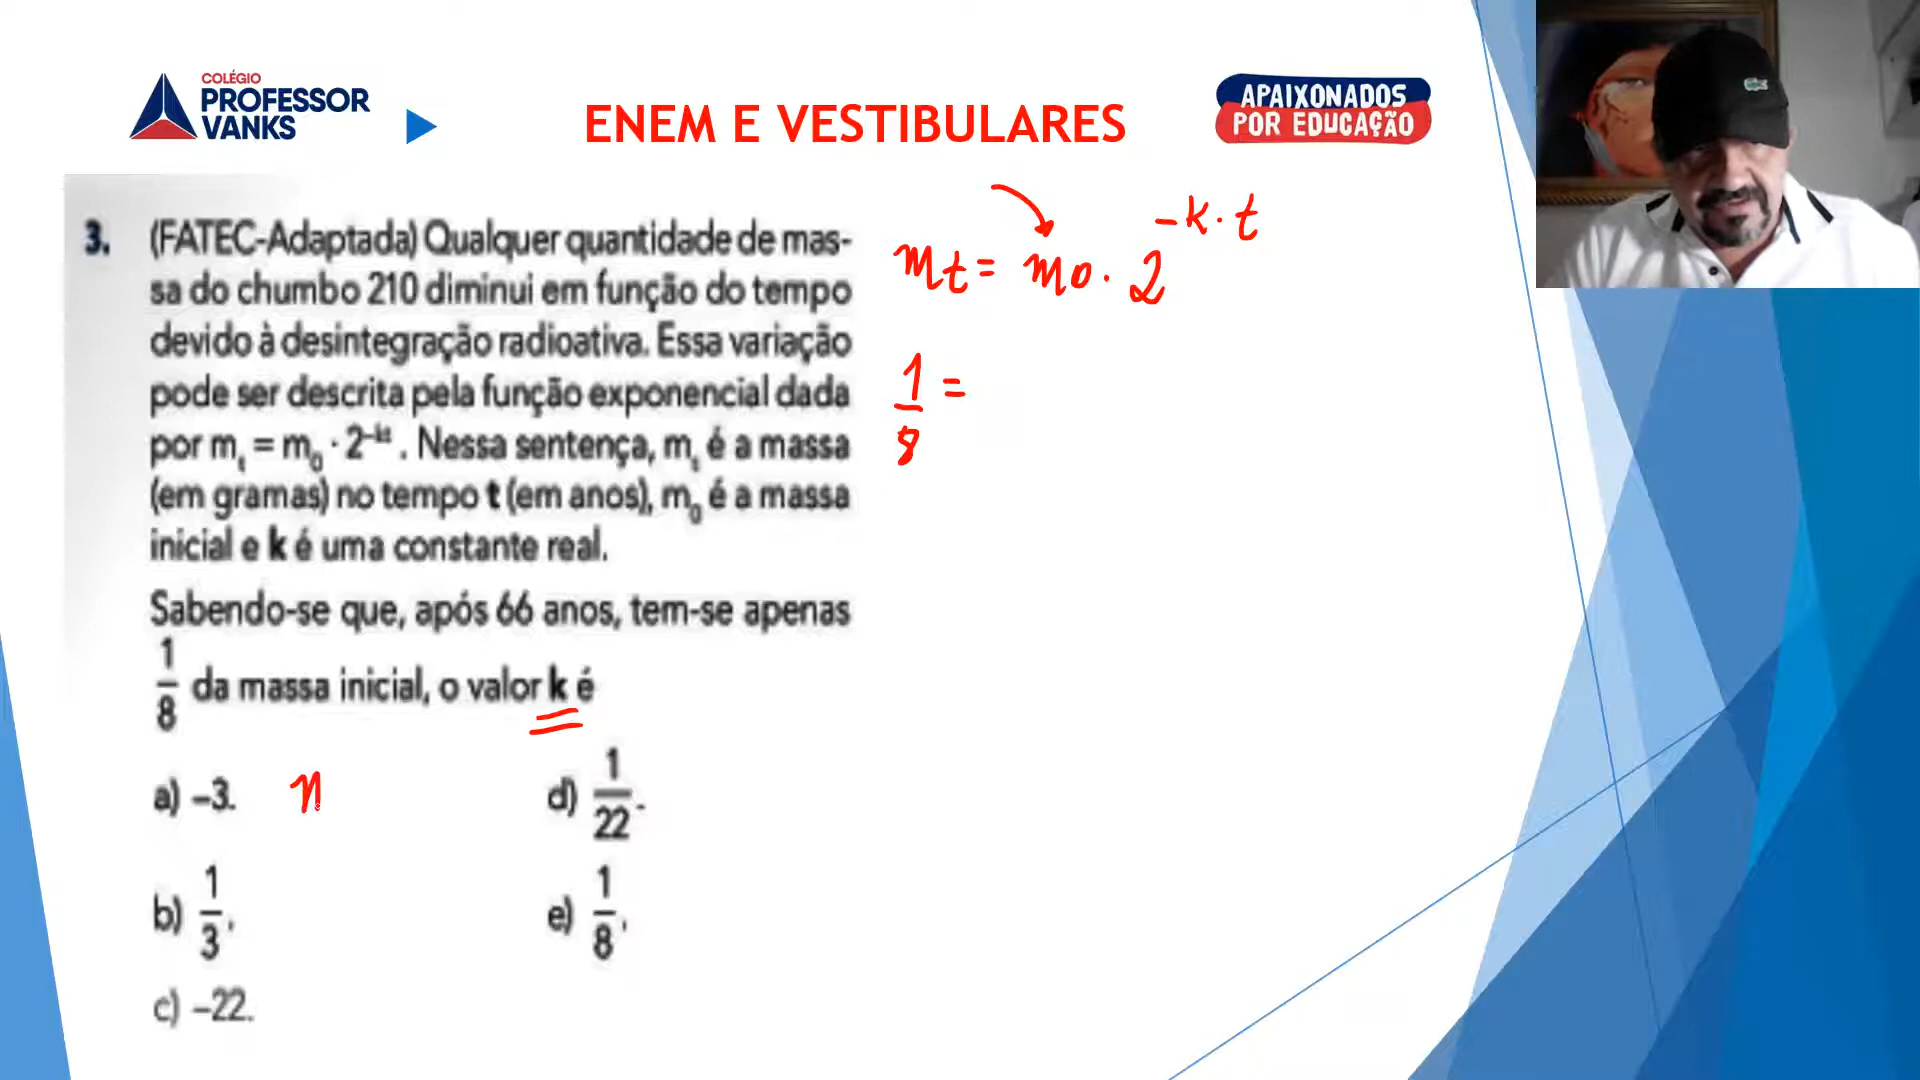 COLÉGIO
PROFESSOR
VANKS
ENEM E VESTIBULARES
APAIXONADOS
POR EDUCAÇÃO
3. (FATEC-Adaptada) Qualquer quantidade de mas-
sa do chumbo 210 diminui em função do tempo
devido à desintegração radioativa. Essa variação
pode ser descrita pela função exponencial dada
por mₜ = m₀ · 2⁻ᵏᵗ. Nessa sentença, mₜ é a massa
(em gramas) no tempo t (em anos), m₀ é a massa
inicial e k é uma constante real.
Sabendo-se que, após 66 anos, tem-se apenas
1/8 da massa inicial, o valor k é
a) –3. m
b) 1/3.
c) –22.
d) 1/22.
e) 1/8.
mt = mo · 2^(-k·t)
1/8 =